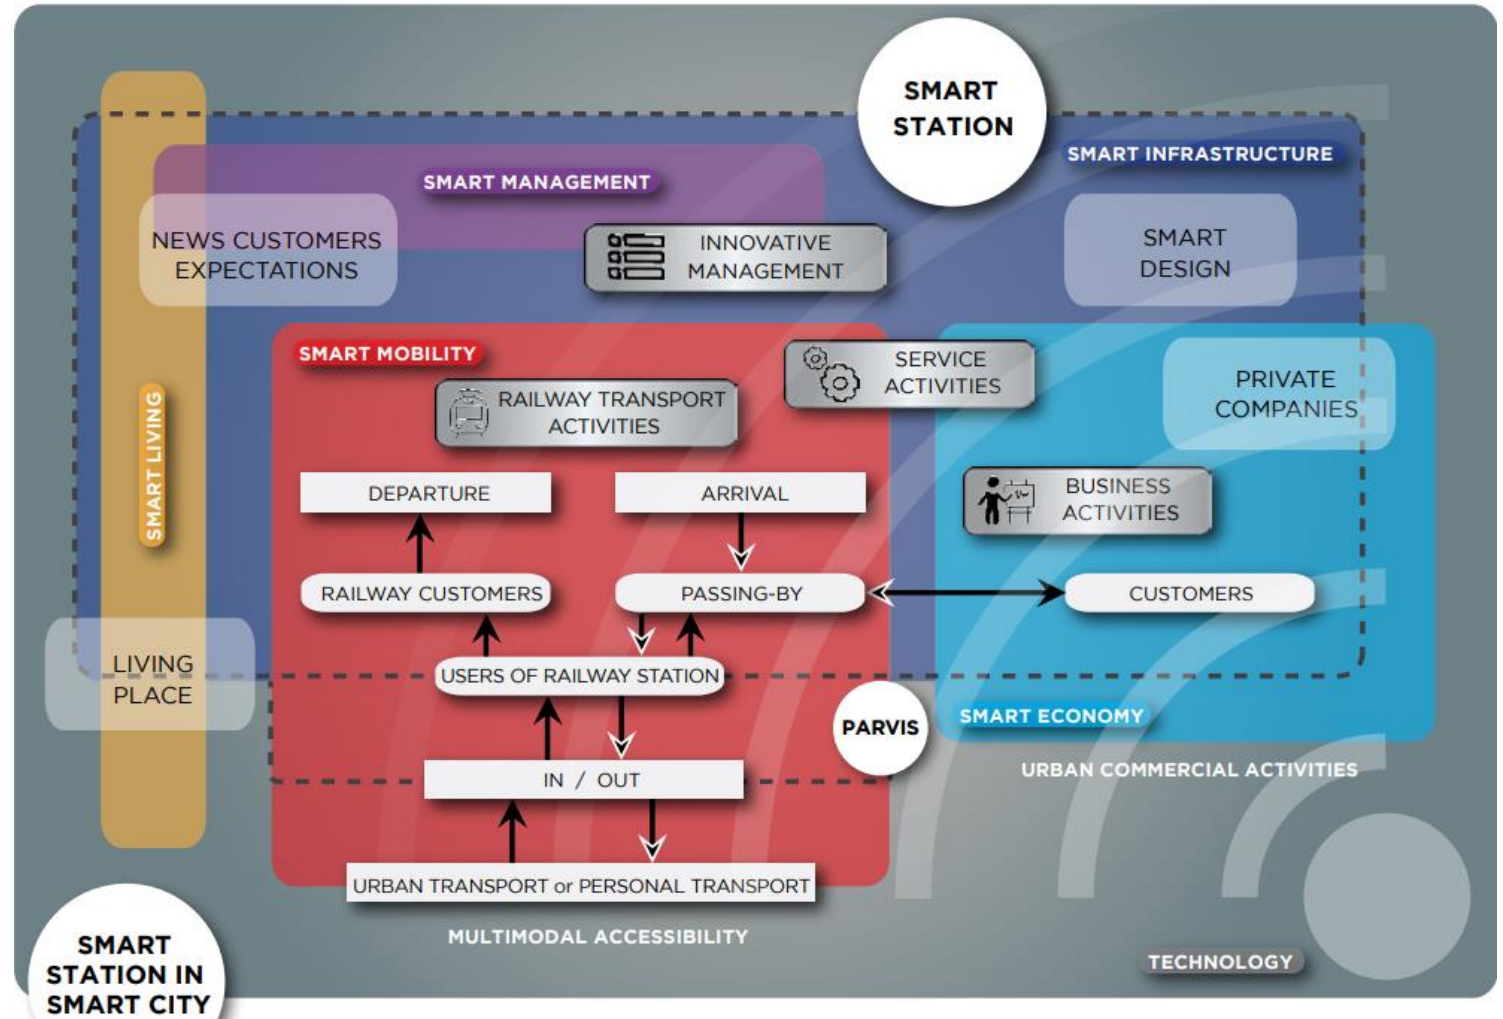 SMART
STATION
SMART INFRASTRUCTURE
SMART MANAGEMENT
NEWS CUSTOMERS
EXPECTATIONS
INNOVATIVE
MANAGEMENT
SMART
DESIGN
SMART MOBILITY
SERVICE
ACTIVITIES
PRIVATE
COMPANIES
RAILWAY TRANSPORT
ACTIVITIES
SMART LIVING
DEPARTURE
ARRIVAL
BUSINESS
ACTIVITIES
RAILWAY CUSTOMERS
PASSING-BY
CUSTOMERS
LIVING
PLACE
USERS OF RAILWAY STATION
PARVIS
SMART ECONOMY
IN / OUT
URBAN COMMERCIAL ACTIVITIES
URBAN TRANSPORT or PERSONAL TRANSPORT
MULTIMODAL ACCESSIBILITY
TECHNOLOGY
SMART
STATION IN
SMART CITY